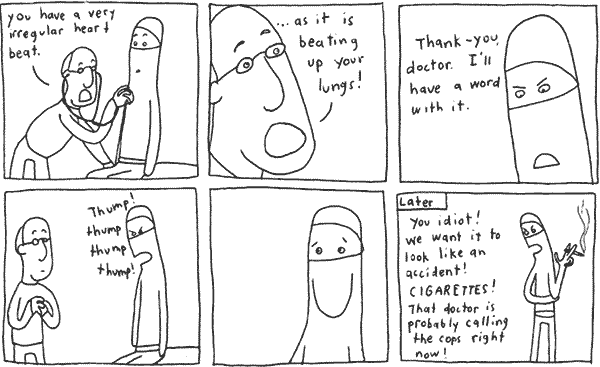 you have a very
irregular heart
beat.
...as it is
beating
up your
lungs!
Thank-you,
doctor. I'll
have a word
with it.
Thump!
thump
thump
thump!
Later
You idiot!
we want it to
look like an
accident!
CIGARETTES!
That doctor is
probably calling
the cops right
now!